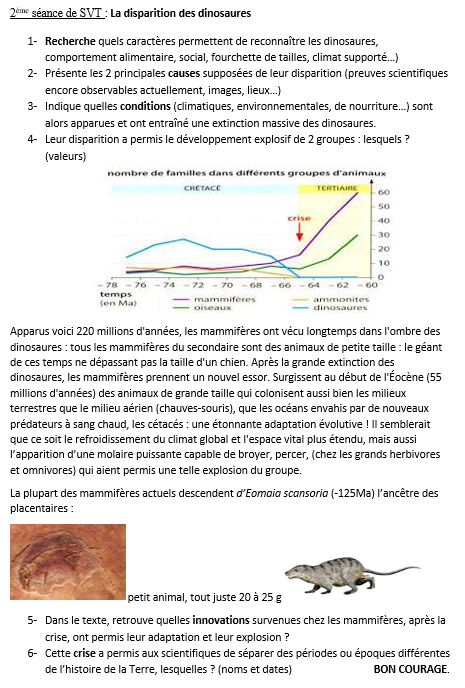 2ème séance de SVT : La disparition des dinosaures
1- Recherche quels caractères permettent de reconnaître les dinosaures,
comportement alimentaire, social, fourchette de tailles, climat supporté…)
2- Présente les 2 principales causes supposées de leur disparition (preuves scientifiques
encore observables actuellement, images, lieux…)
3- Indique quelles conditions (climatiques, environnementales, de nourriture…) sont
alors apparues et ont entraîné une extinction massive des dinosaures.
4- Leur disparition a permis le développement explosif de 2 groupes : lesquels ?
(valeurs)
nombre de familles dans différents groupes d'animaux
CRÉTACÉ TERTIAIRE
60
50
crise 40
30
20
10
0
– 78 – 76 – 74 – 72 – 70 – 68 – 66 – 64 – 62 – 60
temps
(en Ma)
mammifères ammonites
oiseaux dinosaures
Apparus voici 220 millions d'années, les mammifères ont vécu longtemps dans l'ombre des
dinosaures : tous les mammifères du secondaire sont des animaux de petite taille : le géant
de ces temps ne dépassant pas la taille d'un chien. Après la grande extinction des
dinosaures, les mammifères prennent un nouvel essor. Surgissent au début de l'Éocène (55
millions d'années) des animaux de grande taille qui colonisent aussi bien les milieux
terrestres que le milieu aérien (chauves-souris), que les océans envahis par de nouveaux
prédateurs à sang chaud, les cétacés : une étonnante adaptation évolutive ! Il semblerait
que ce soit le refroidissement du climat global et l'espace vital plus étendu, mais aussi
l'apparition d'une molaire puissante capable de broyer, percer, (chez les grands herbivores
et omnivores) qui aient permis une telle explosion du groupe.
La plupart des mammifères actuels descendent d'Eomaia scansoria (-125Ma) l'ancêtre des
placentaires :
petit animal, tout juste 20 à 25 g
5- Dans le texte, retrouve quelles innovations survenues chez les mammifères, après la
crise, ont permis leur adaptation et leur explosion ?
6- Cette crise a permis aux scientifiques de séparer des périodes ou époques différentes
de l'histoire de la Terre, lesquelles ? (noms et dates) BON COURAGE.